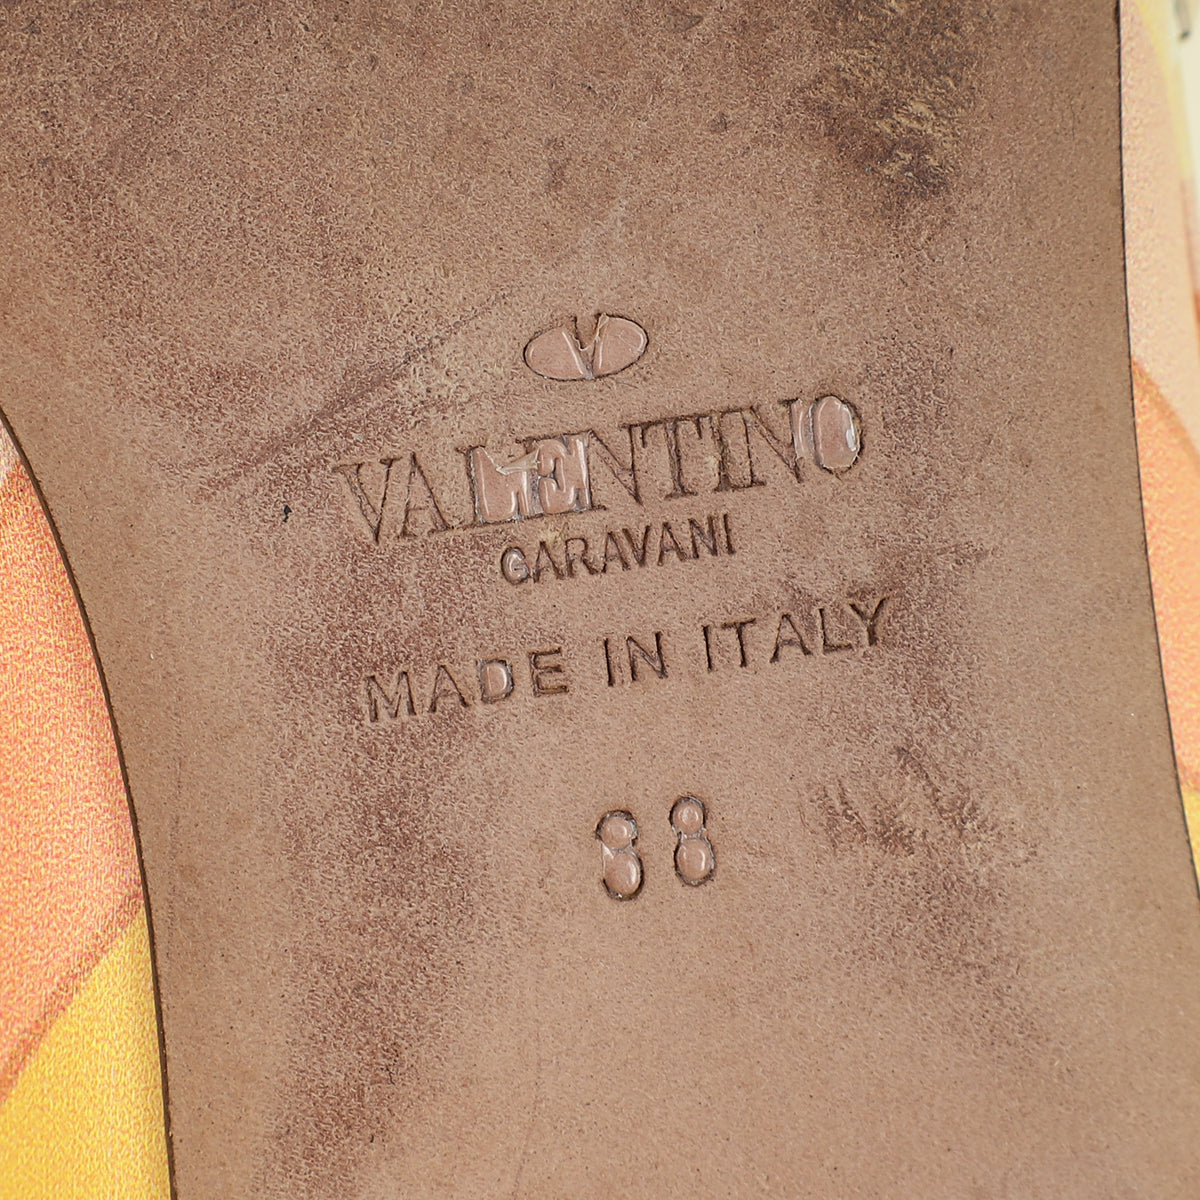 VALENTINO
GARAVANI
MADE IN ITALY
38